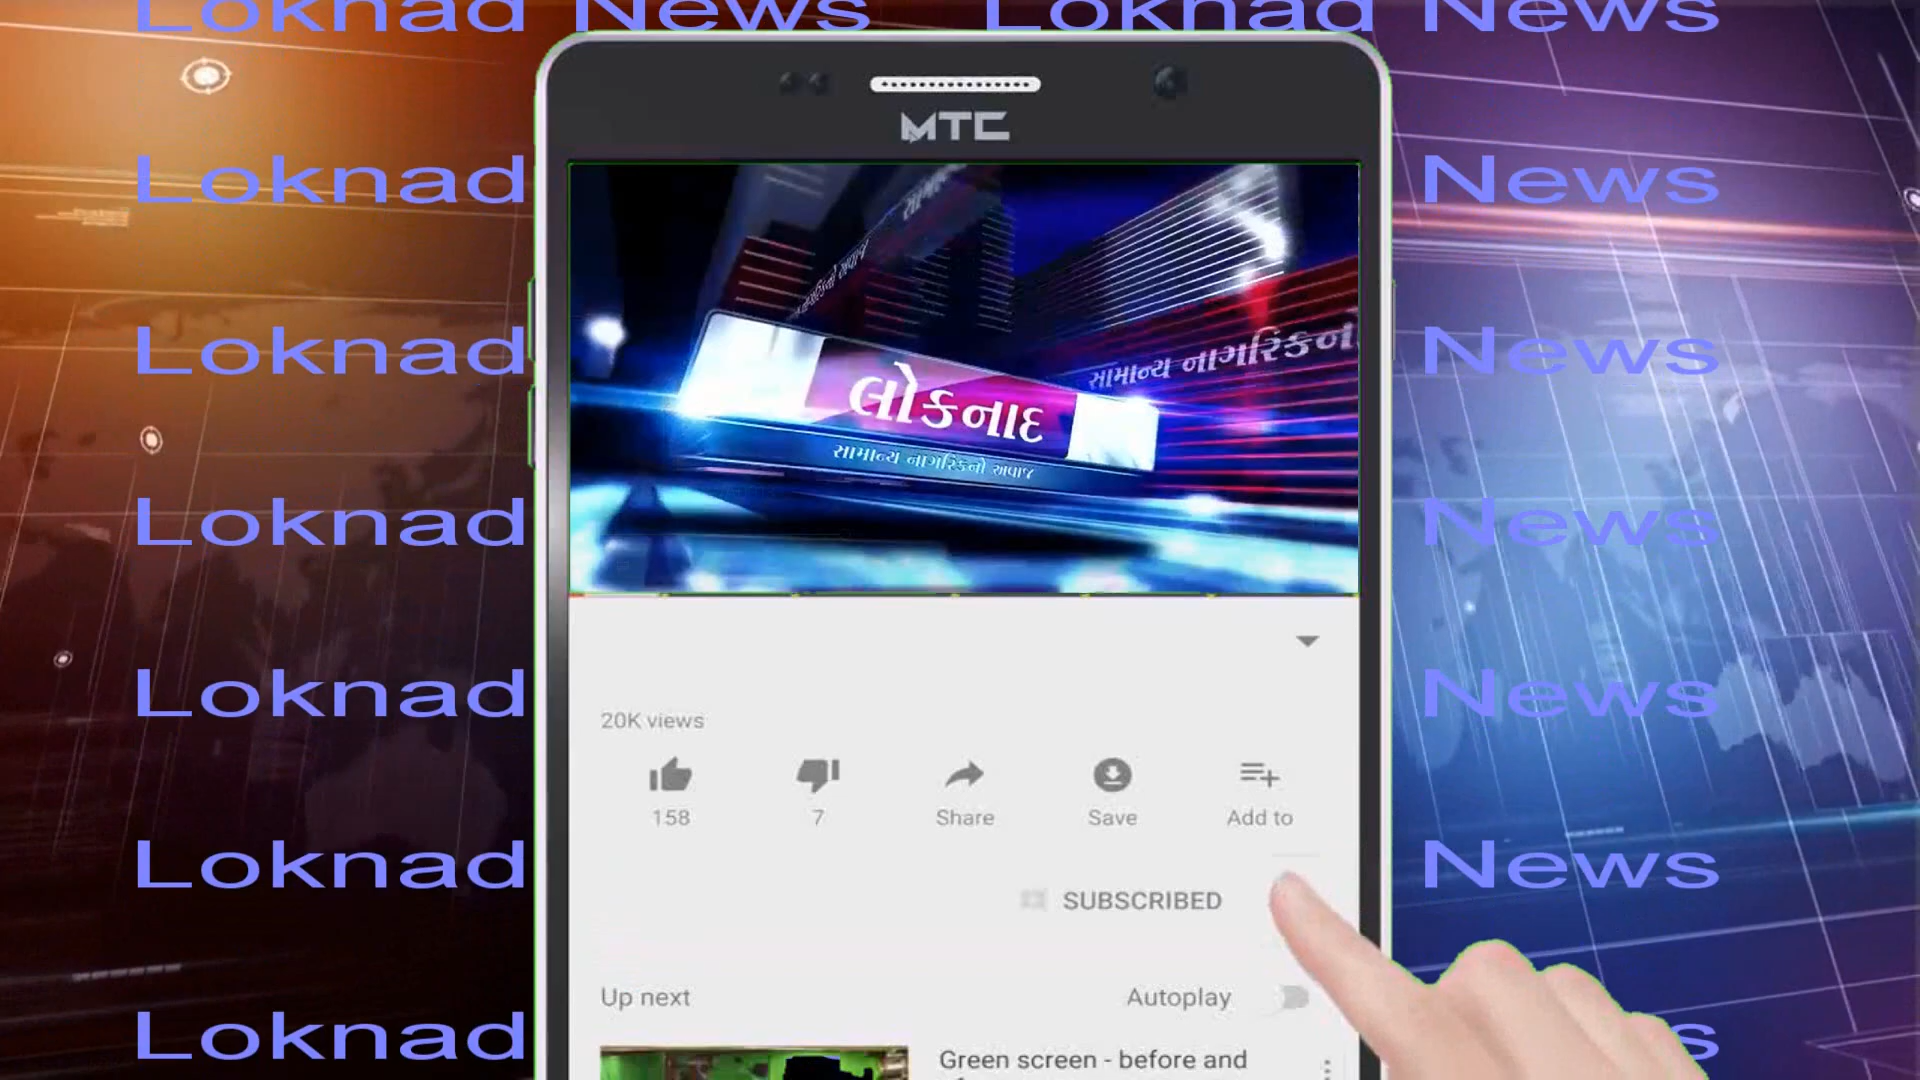 Loknad News Loknad News
MTC
Loknad News
સામાન્ય નાગરિકનો
Loknad News
લોકનાદ
સામાન્ય નાગરિકનો અવાજ
Loknad News
Loknad News
20K views
158 7 Share Save Add to
Loknad News
SUBSCRIBED
Up next Autoplay
Loknad
Green screen - before and